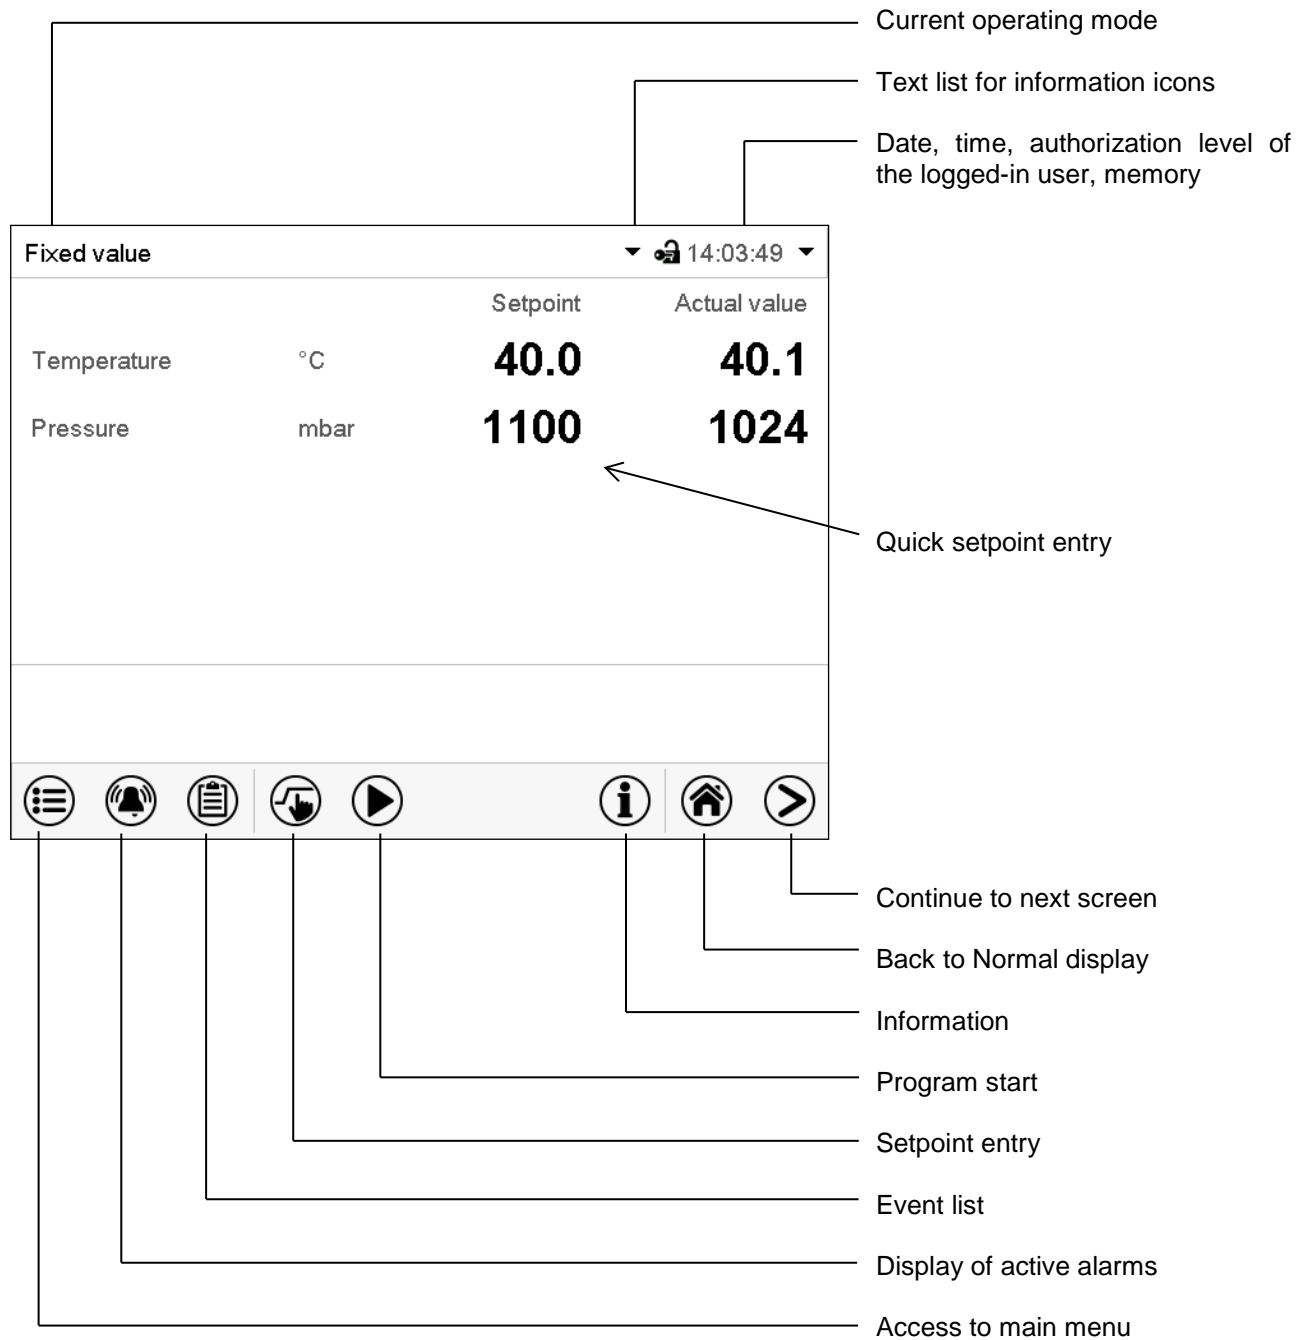 Current operating mode
Text list for information icons
Date, time, authorization level of
the logged-in user, memory
Fixed value
14:03:49
Setpoint Actual value
Temperature °C 40.0 40.1
Pressure mbar 1100 1024
Quick setpoint entry
Continue to next screen
Back to Normal display
Information
Program start
Setpoint entry
Event list
Display of active alarms
Access to main menu